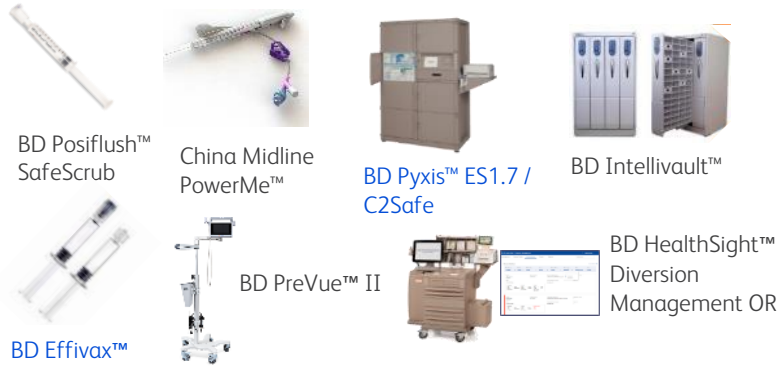 BD Posiflush™
SafeScrub
China Midline
PowerMe™
BD Pyxis™ ES1.7 /
C2Safe
BD Intellivault™
BD Effivax™
BD PreVue™ II
BD HealthSight™
Diversion
Management OR